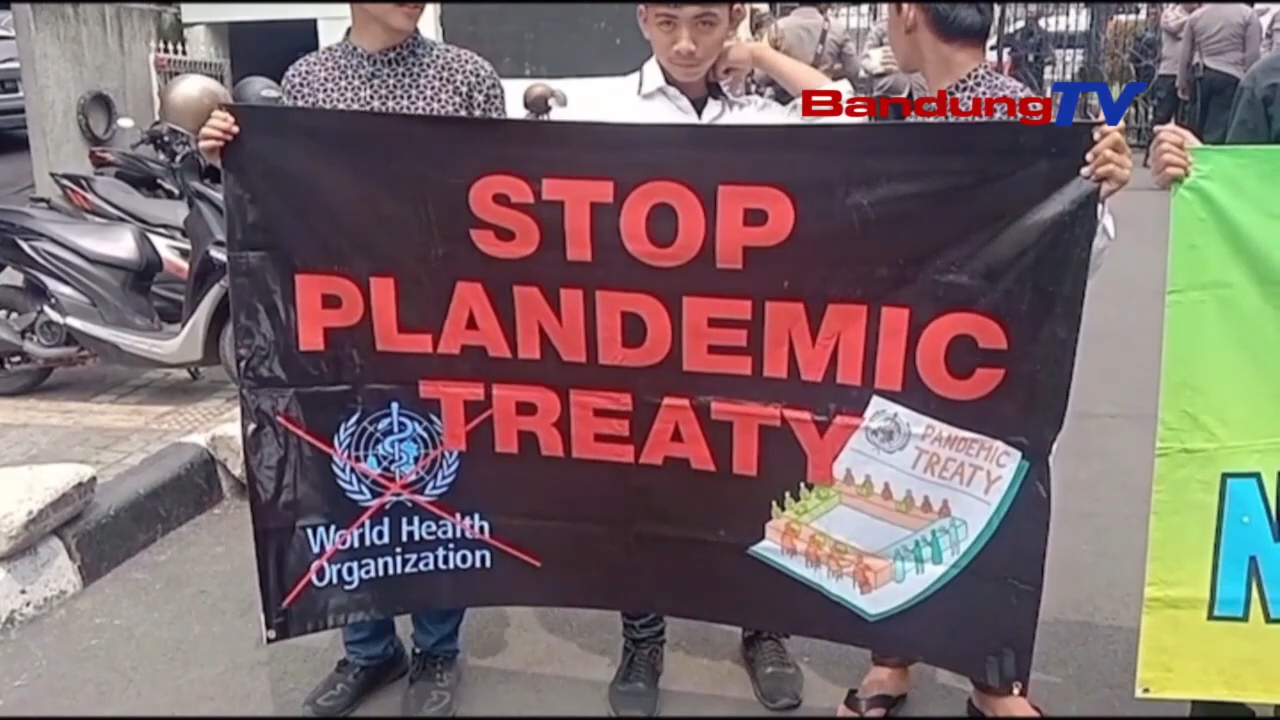 BandungTV
STOP
PLANDEMIC
TREATY
World Health
Organization
PANDEMIC
TREATY
N